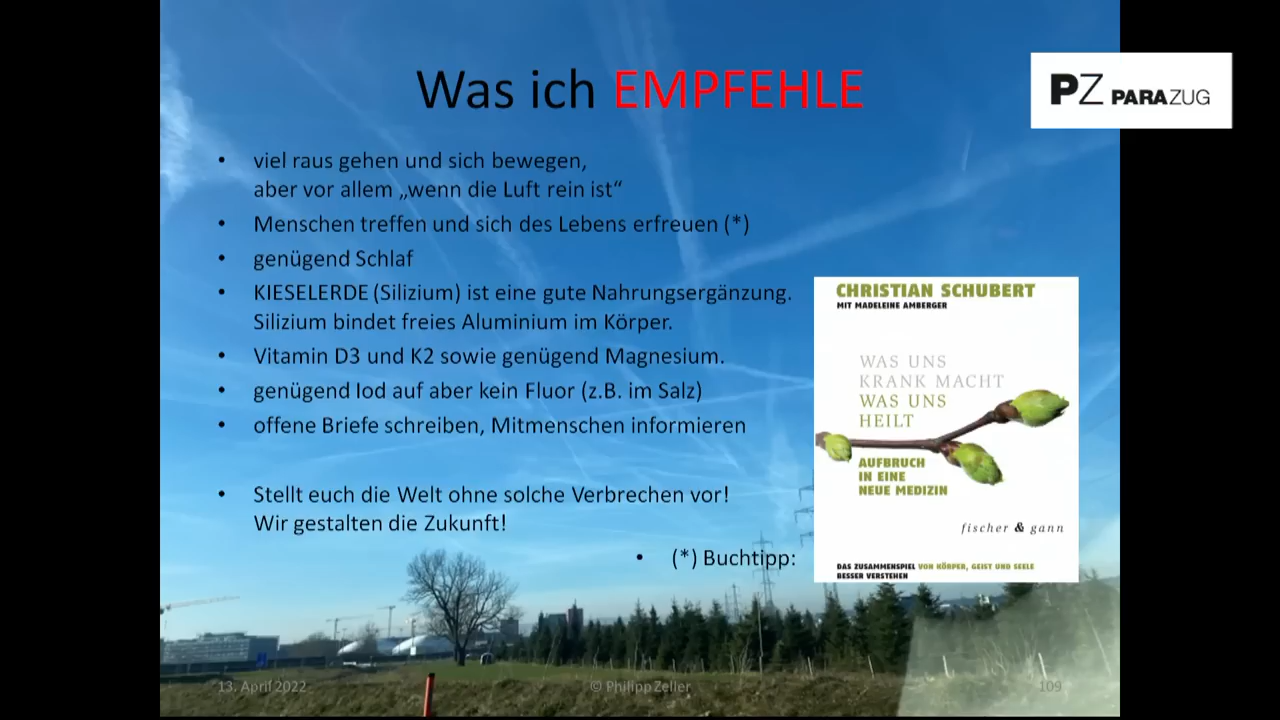 Was ich EMPFEHLE
PZ PARAZUG
• viel raus gehen und sich bewegen,
aber vor allem „wenn die Luft rein ist“
• Menschen treffen und sich des Lebens erfreuen (*)
• genügend Schlaf
• KIESELERDE (Silizium) ist eine gute Nahrungsergänzung.
Silizium bindet freies Aluminium im Körper.
• Vitamin D3 und K2 sowie genügend Magnesium.
• genügend Iod auf aber kein Fluor (z.B. im Salz)
• offene Briefe schreiben, Mitmenschen informieren
• Stellt euch die Welt ohne solche Verbrechen vor!
Wir gestalten die Zukunft!
• (*) Buchtipp:
CHRISTIAN SCHUBERT
MIT MADELEINE AMBERGER
WAS UNS
KRANK MACHT
WAS UNS
HEILT
AUFBRUCH
IN EINE
NEUE MEDIZIN
fischer & gann
DAS ZUSAMMENSPIEL VON KÖRPER, GEIST UND SEELE
BESSER VERSTEHEN
13. April 2022
© Philipp Zeller
109